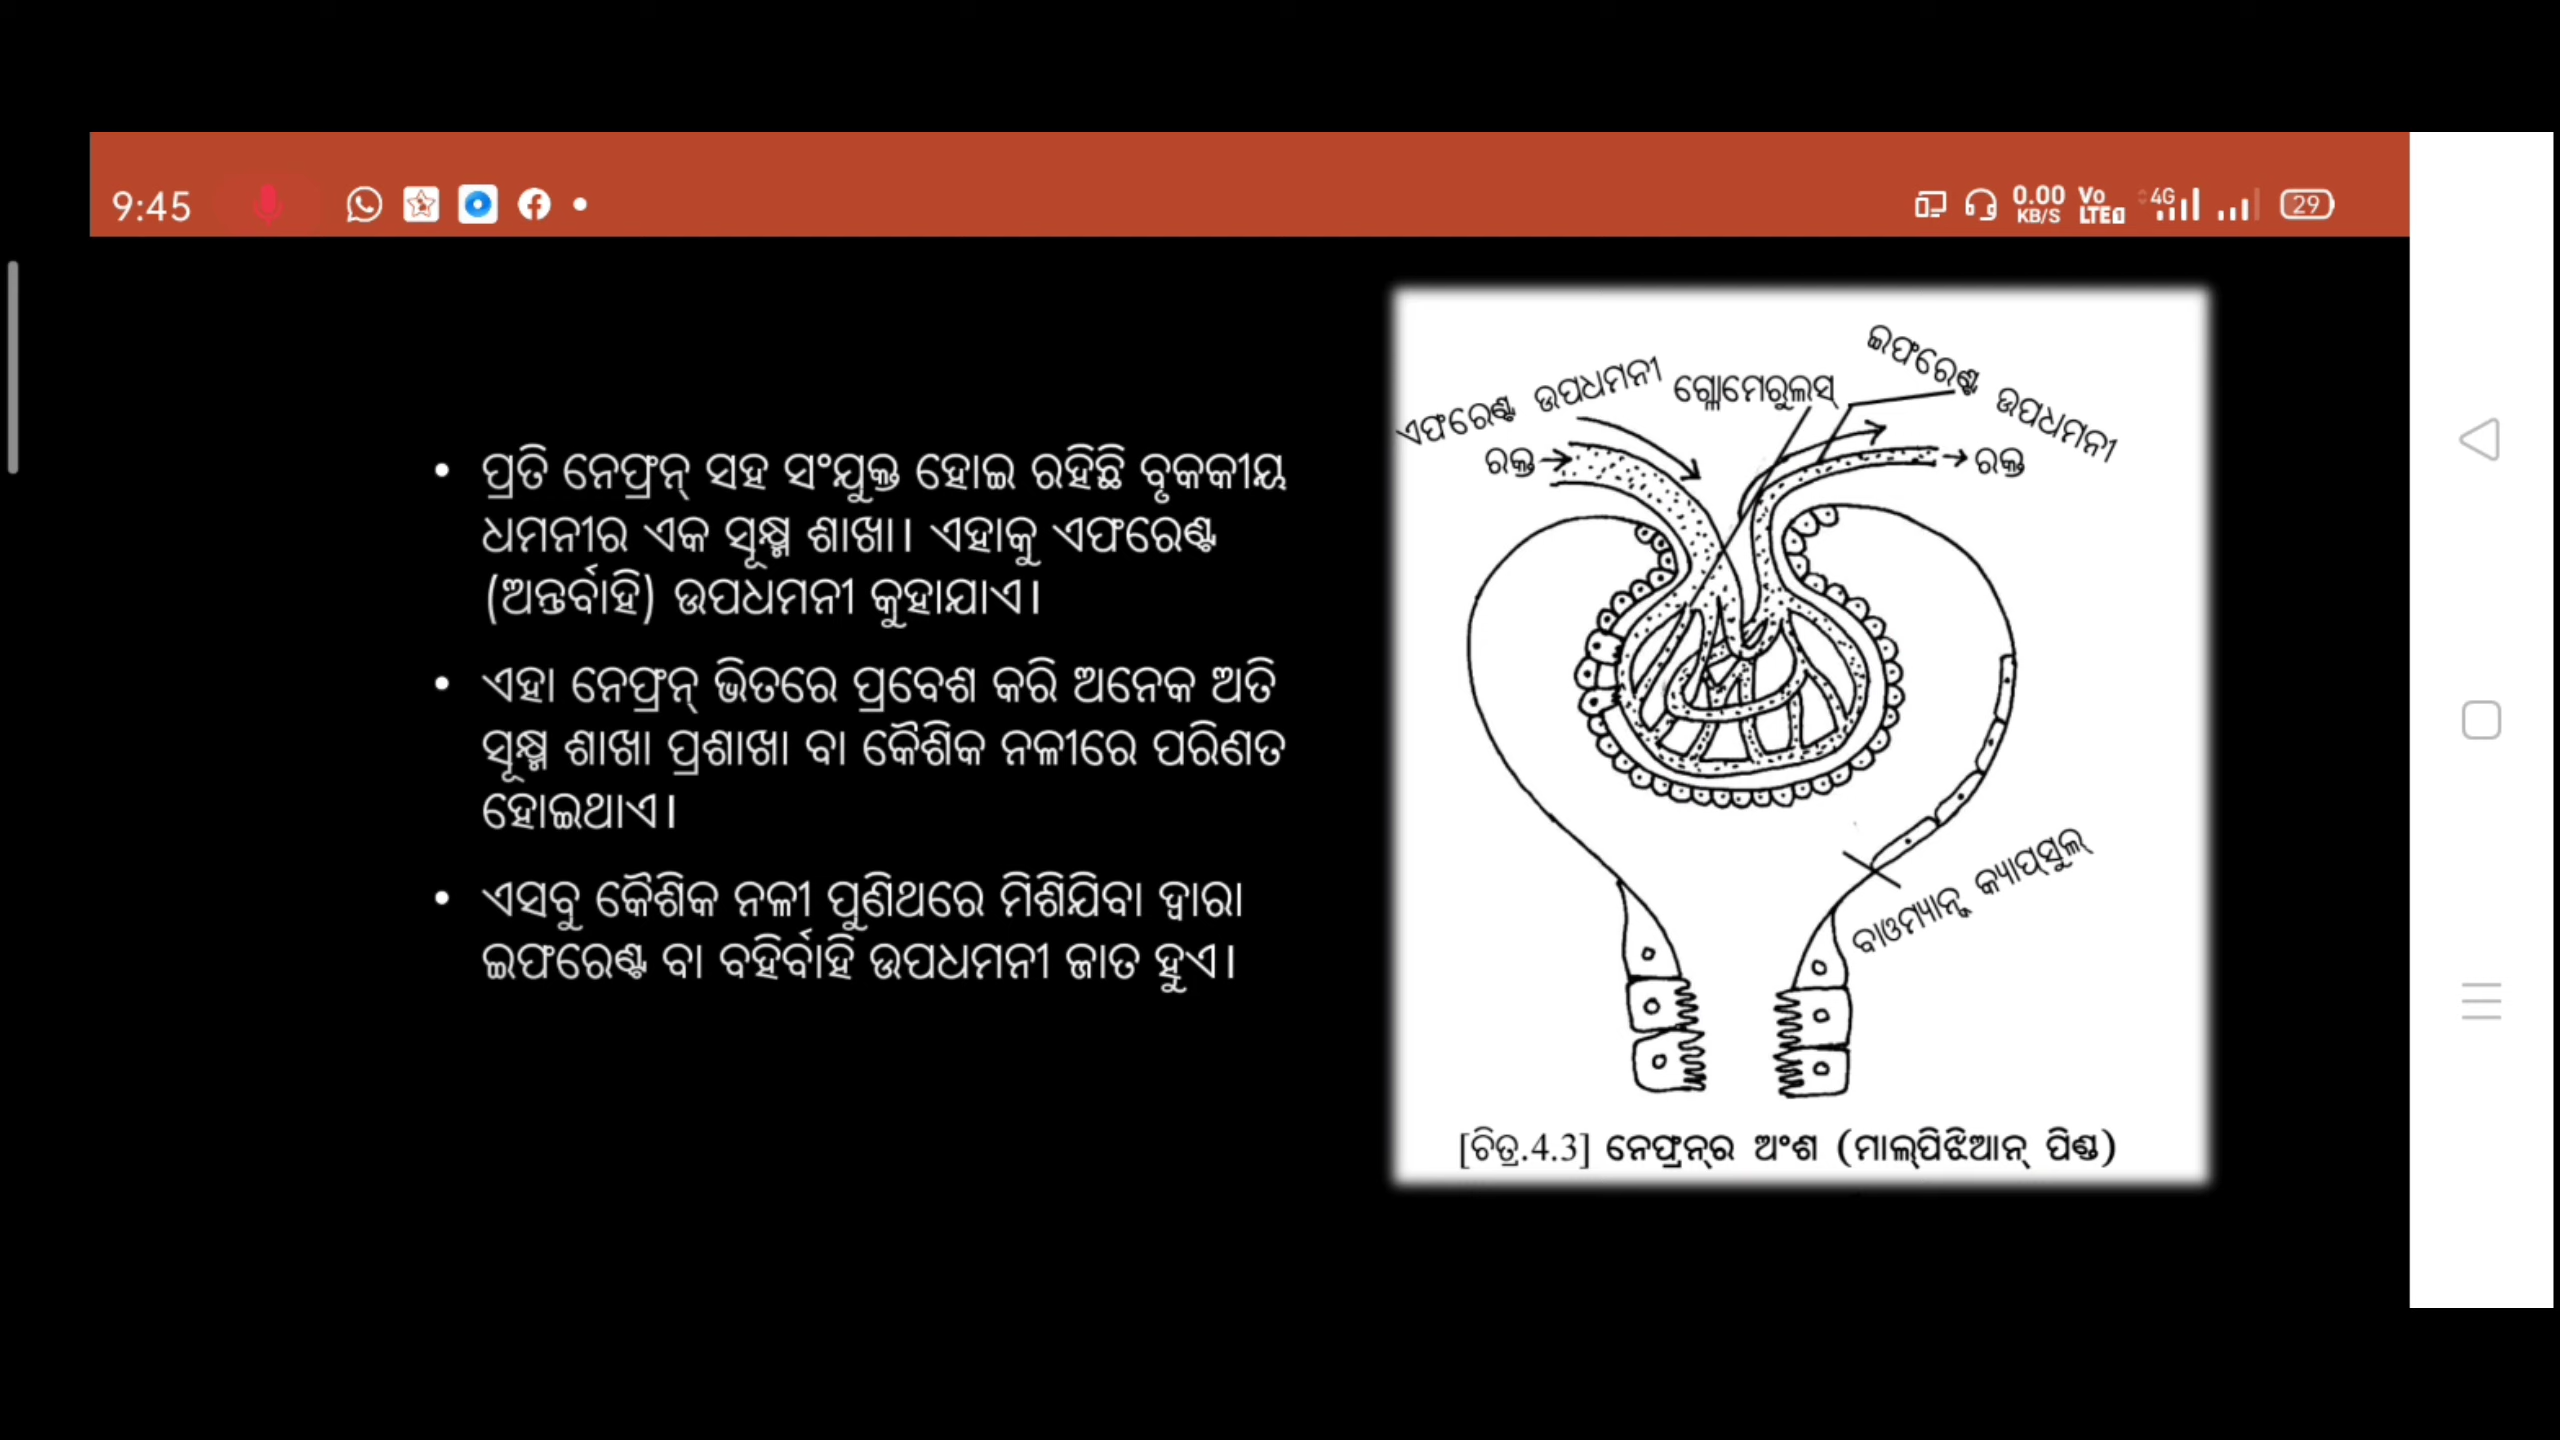 9:45
0.00 KB/S Vo LTE1 4G 29
• ପ୍ରତି ନେଫ୍ରନ୍ ସହ ସଂଯୁକ୍ତ ହୋଇ ରହିଛି ବୃକକୀୟ
ଧମନୀର ଏକ ସୂକ୍ଷ୍ମ ଶାଖା। ଏହାକୁ ଏଫରେଣ୍ଟ
(ଅନ୍ତର୍ବାହି) ଉପଧମନୀ କୁହାଯାଏ।
• ଏହା ନେଫ୍ରନ୍ ଭିତରେ ପ୍ରବେଶ କରି ଅନେକ ଅତି
ସୂକ୍ଷ୍ମ ଶାଖା ପ୍ରଶାଖା ବା କୈଶିକ ନଳୀରେ ପରିଣତ
ହୋଇଥାଏ।
• ଏସବୁ କୈଶିକ ନଳୀ ପୁଣିଥରେ ମିଶିଯିବା ଦ୍ୱାରା
ଇଫରେଣ୍ଟ ବା ବହିର୍ବାହି ଉପଧମନୀ ଜାତ ହୁଏ।
ଏଫରେଣ୍ଟ ଉପଧମନୀ
ଗ୍ଲୋମେରୁଲସ୍
ଇଫରେଣ୍ଟ ଉପଧମନୀ
ରକ୍ତ
ରକ୍ତ
ବାଓମ୍ୟାନ୍ସ୍ କ୍ୟାପ୍‌ସୁଲ୍
[ଚିତ୍ର.4.3] ନେଫ୍ରନ୍‌ର ଅଂଶ (ମାଲ୍‌ପିଝିଆନ୍ ପିଣ୍ଡ)